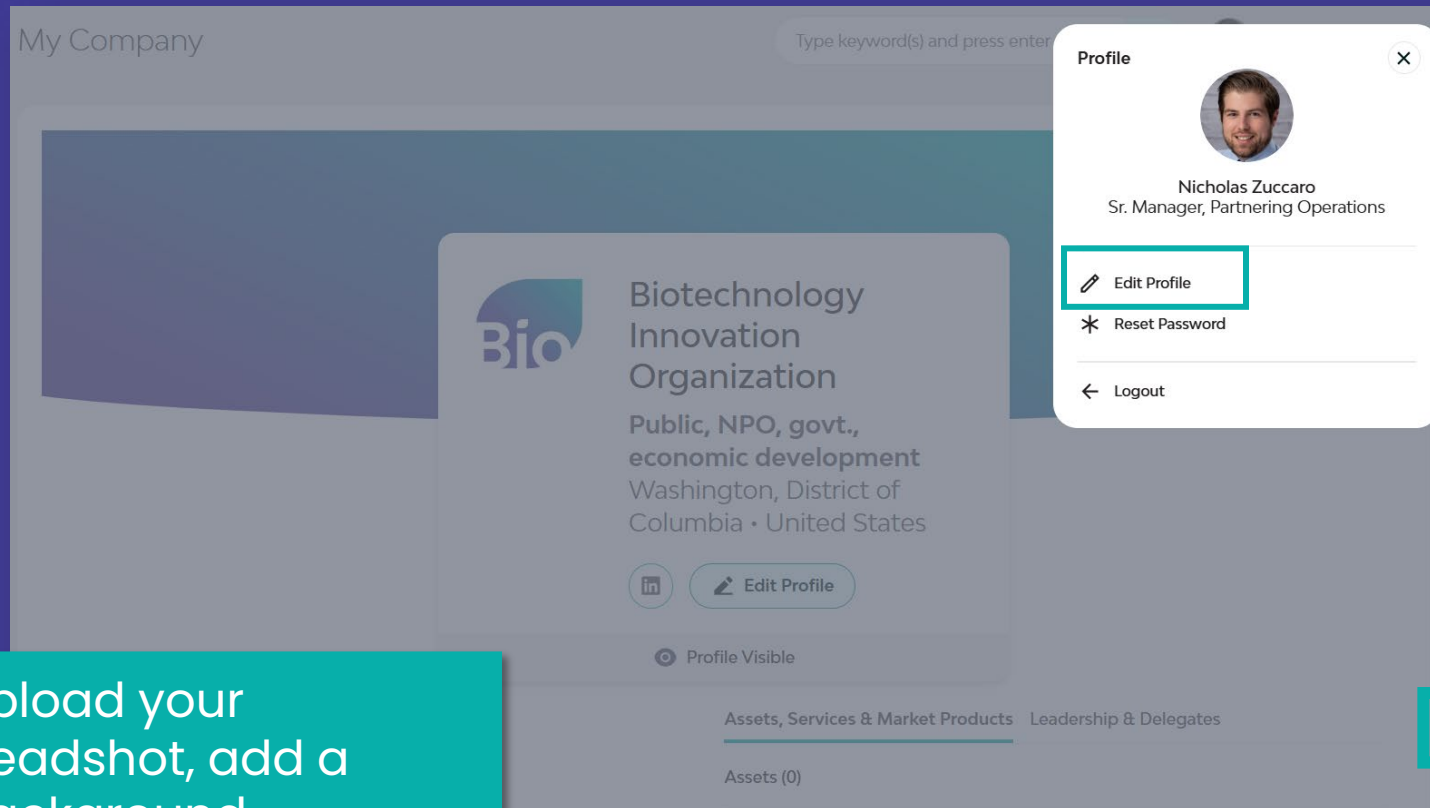 My Company
Type keyword(s) and press enter
Profile
Nicholas Zuccaro
Sr. Manager, Partnering Operations
Edit Profile
Reset Password
Logout
Bio
Biotechnology
Innovation
Organization
Public, NPO, govt.,
economic development
Washington, District of
Columbia • United States
in
Edit Profile
Profile Visible
Assets, Services & Market Products
Leadership & Delegates
Assets (0)
pload your
eadshot, add a